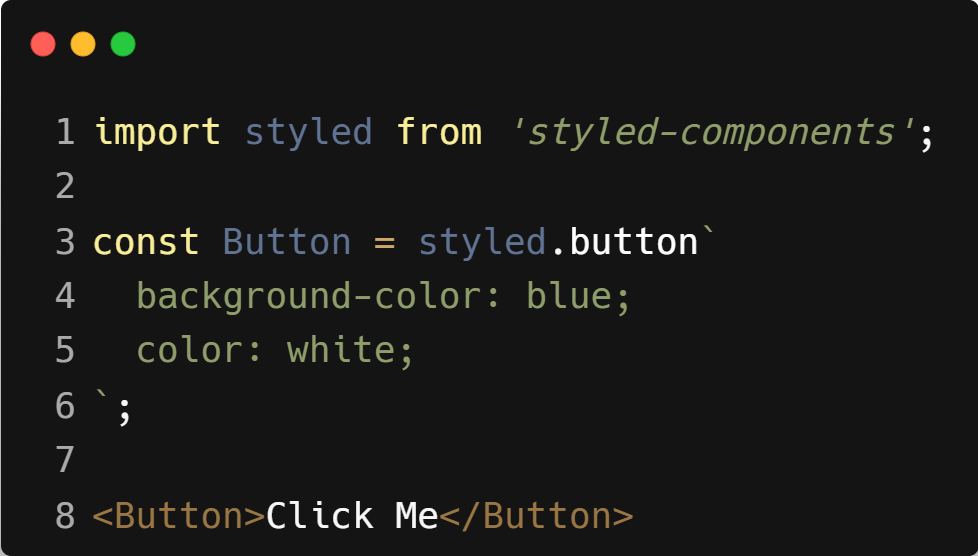 1 import styled from 'styled-components';
2
3 const Button = styled.button`
4   background-color: blue;
5   color: white;
6 `;
7
8 <Button>Click Me</Button>